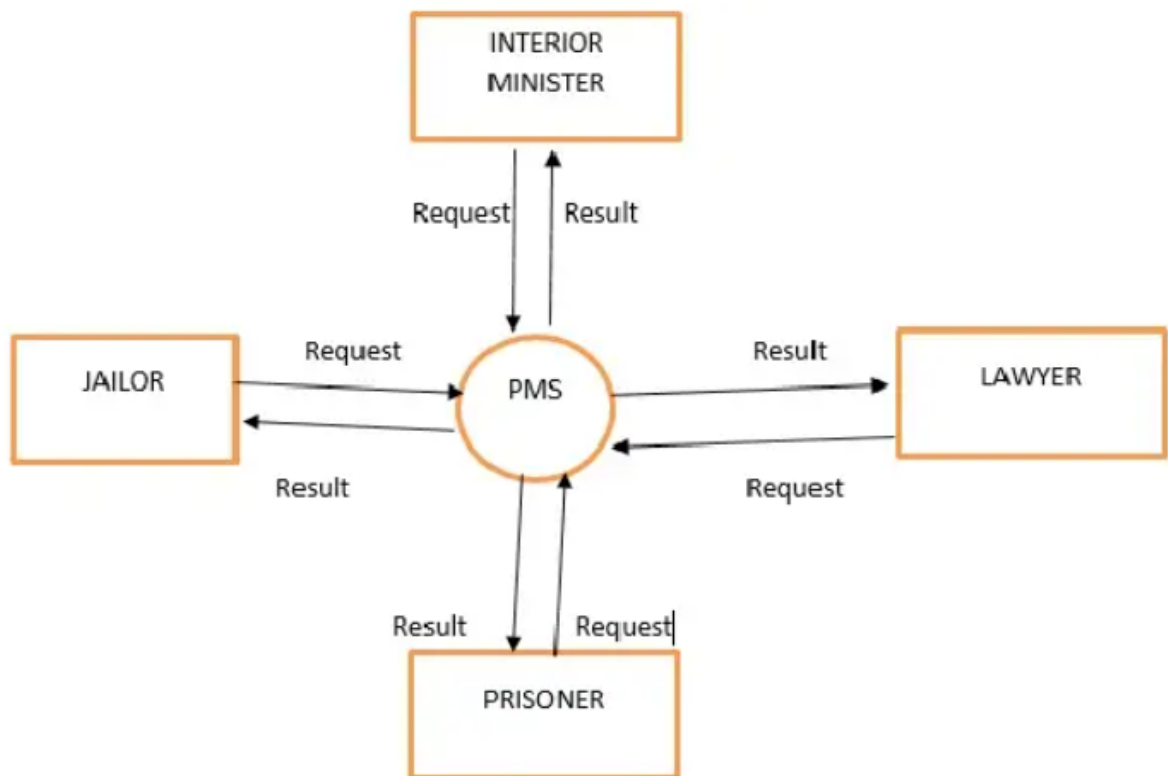 INTERIOR
MINISTER
Request
Result
Request
Result
JAILOR
PMS
LAWYER
Result
Request
Result
Request
PRISONER